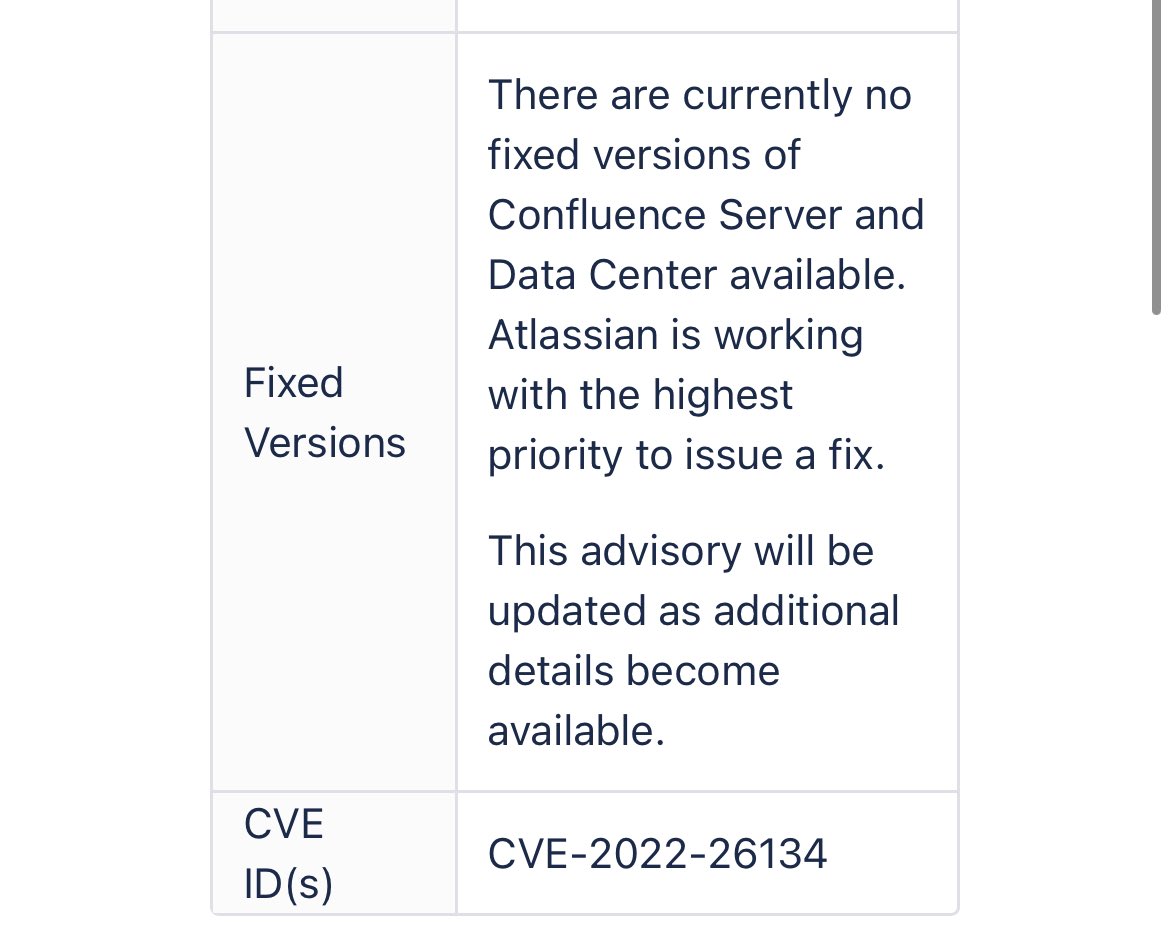 Fixed
Versions
There are currently no
fixed versions of
Confluence Server and
Data Center available.
Atlassian is working
with the highest
priority to issue a fix.
This advisory will be
updated as additional
details become
available.
CVE
ID(s)
CVE-2022-26134